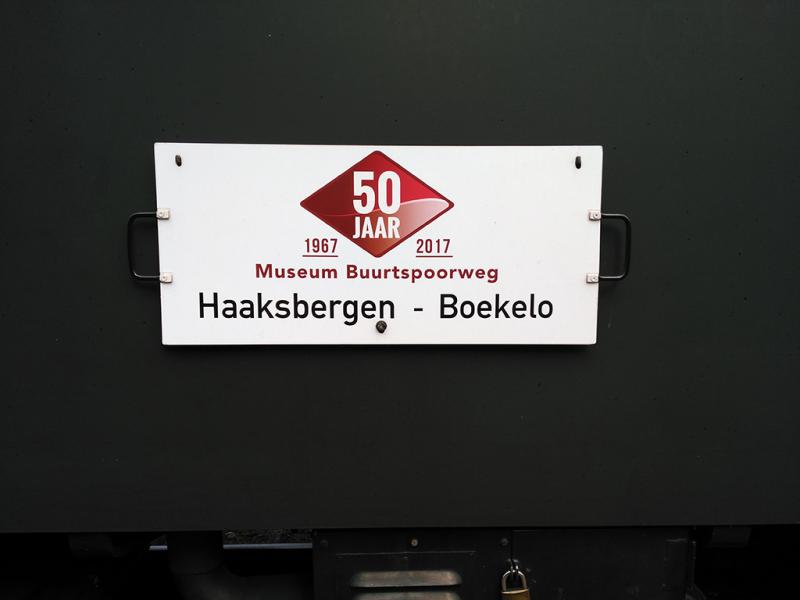 50
JAAR
1967 2017
Museum Buurtspoorweg
Haaksbergen - Boekelo